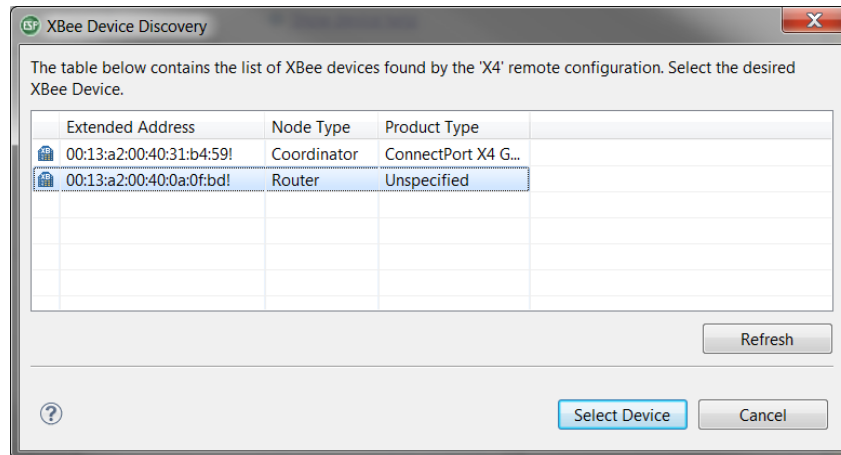 ESP XBee Device Discovery
The table below contains the list of XBee devices found by the 'X4' remote configuration. Select the desired
XBee Device.
Extended Address Node Type Product Type
00:13:a2:00:40:31:b4:59! Coordinator ConnectPort X4 G...
00:13:a2:00:40:0a:0f:bd! Router Unspecified
Refresh
? Select Device Cancel